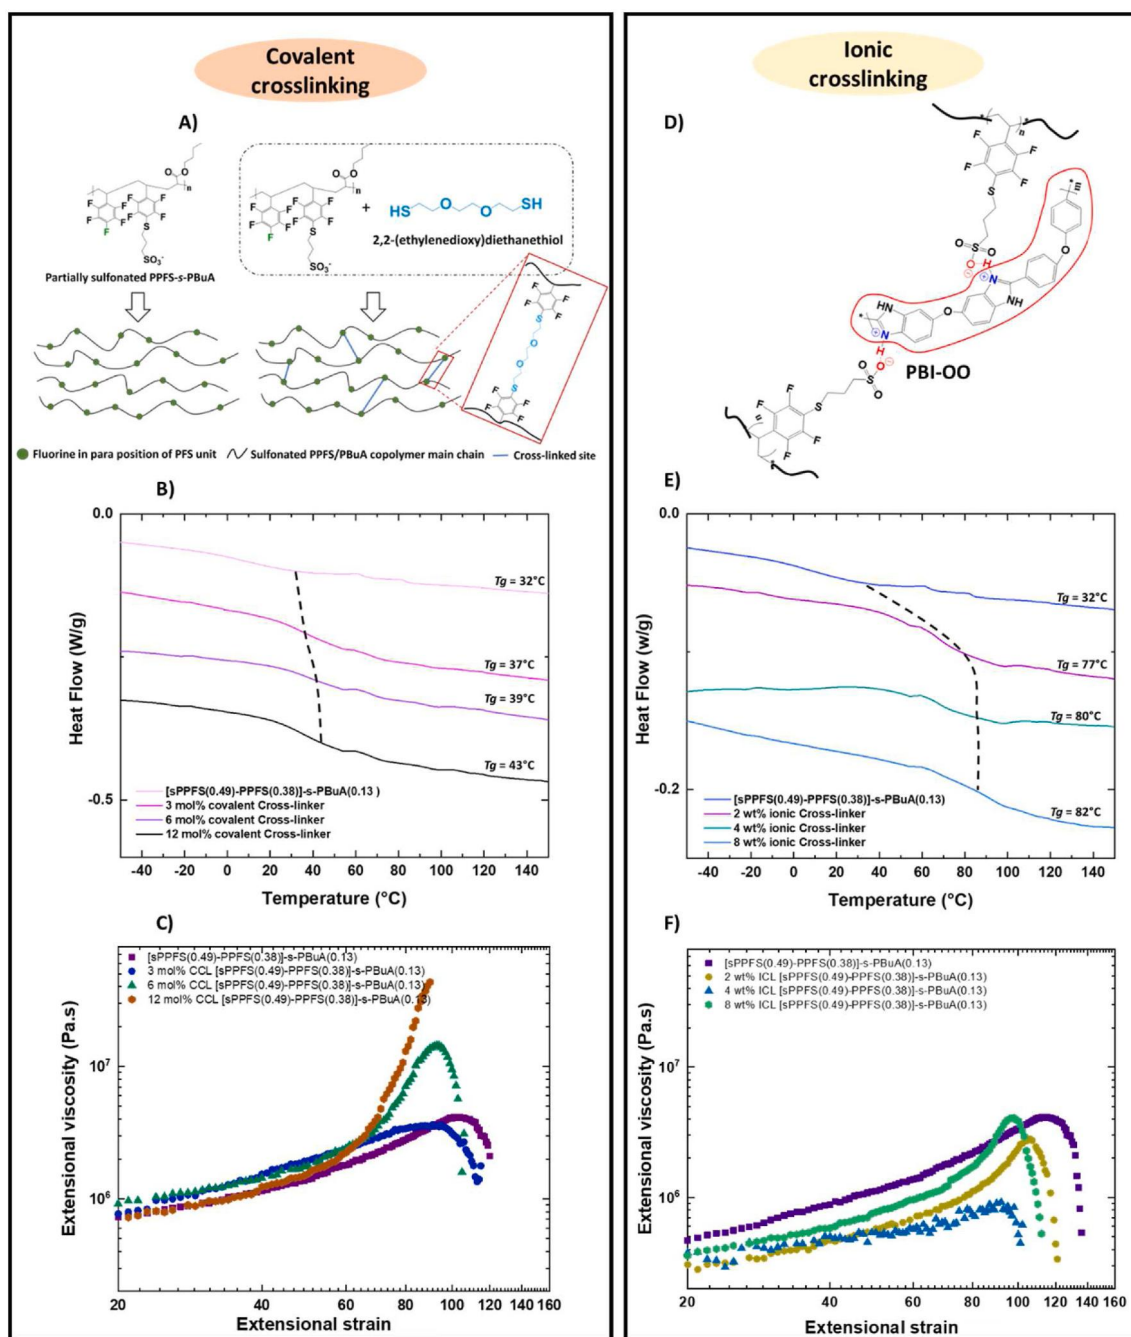 Covalent
crosslinking
A)
SO₃⁻
Partially sulfonated PPFS-s-PBuA
+
HS
O
O
SH
2,2-(ethylenedioxy)diethanethiol
SO₃⁻
Fluorine in para position of PFS unit
Sulfonated PPFS/PBuA copolymer main chain
Cross-linked site
B)
0.0
-0.5
Heat Flow (W/g)
Tg = 32°C
Tg = 37°C
Tg = 39°C
Tg = 43°C
[sPPFS(0.49)-PPFS(0.38)]-s-PBuA(0.13 )
3 mol% covalent Cross-linker
6 mol% covalent Cross-linker
12 mol% covalent Cross-linker
-40 -20 0 20 40 60 80 100 120 140
Temperature (°C)
C)
[sPPFS(0.49)-PPFS(0.38)]-s-PBuA(0.13)
3 mol% CCL [sPPFS(0.49)-PPFS(0.38)]-s-PBuA(0.13)
6 mol% CCL [sPPFS(0.49)-PPFS(0.38)]-s-PBuA(0.13)
12 mol% CCL [sPPFS(0.49)-PPFS(0.38)]-s-PBuA(0.13)
10⁷
10⁶
Extensional viscosity (Pa.s)
20 40 60 80 100 120 140 160
Extensional strain
Ionic
crosslinking
D)
PBI-OO
E)
0.0
-0.2
Heat Flow (w/g)
Tg = 32°C
Tg = 77°C
Tg = 80°C
Tg = 82°C
[sPPFS(0.49)-PPFS(0.38)]-s-PBuA(0.13)
2 wt% ionic Cross-linker
4 wt% ionic Cross-linker
8 wt% ionic Cross-linker
-40 -20 0 20 40 60 80 100 120 140
Temperature (°C)
F)
[sPPFS(0.49)-PPFS(0.38)]-s-PBuA(0.13)
2 wt% ICL [sPPFS(0.49)-PPFS(0.38)]-s-PBuA(0.13)
4 wt% ICL [sPPFS(0.49)-PPFS(0.38)]-s-PBuA(0.13)
8 wt% ICL [sPPFS(0.49)-PPFS(0.38)]-s-PBuA(0.13)
10⁷
10⁶
Extensional viscosity (Pa.s)
20 40 60 80 100 120 140 160
Extensional strain